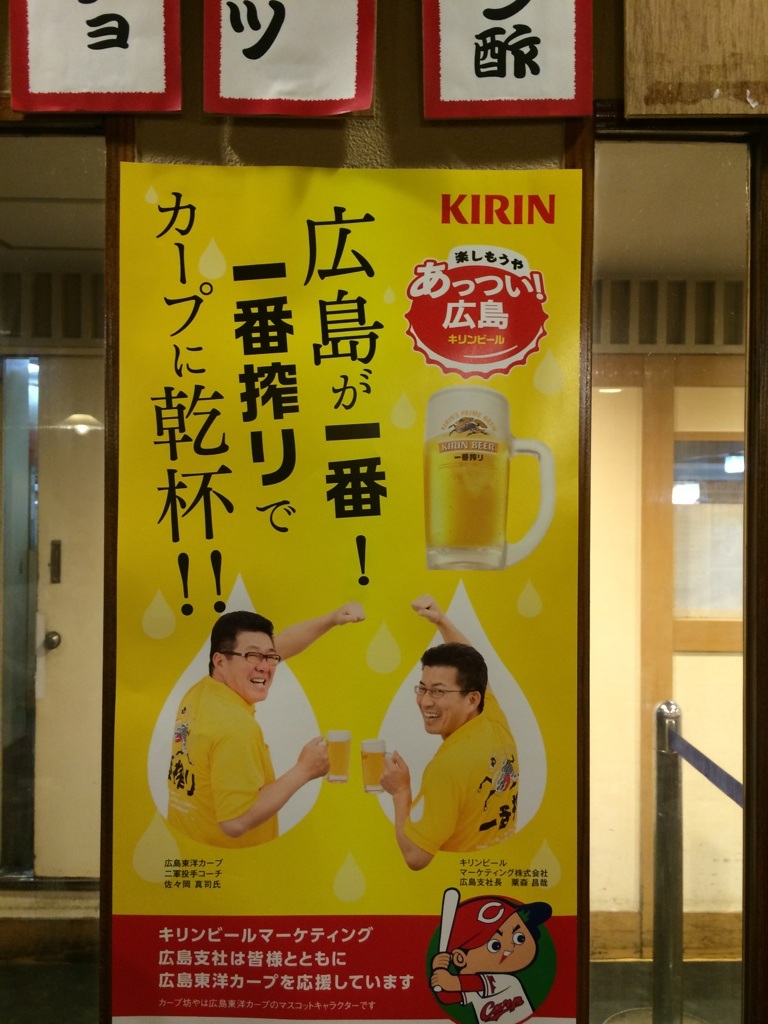 ョ
ツ
酢
KIRIN
楽しもうや
あっつい!
広島
キリンビール
KIRIN BEER
一番搾り
広島が一番!
一番搾りで
カープに乾杯!!
広島東洋カープ
二軍投手コーチ
佐々岡 真司氏
キリンビール
マーケティング株式会社
広島支社長 栗森 昌哉
キリンビールマーケティング
広島支社は皆様とともに
広島東洋カープを応援しています
カープ坊やは広島東洋カープのマスコットキャラクターです
C
Carp